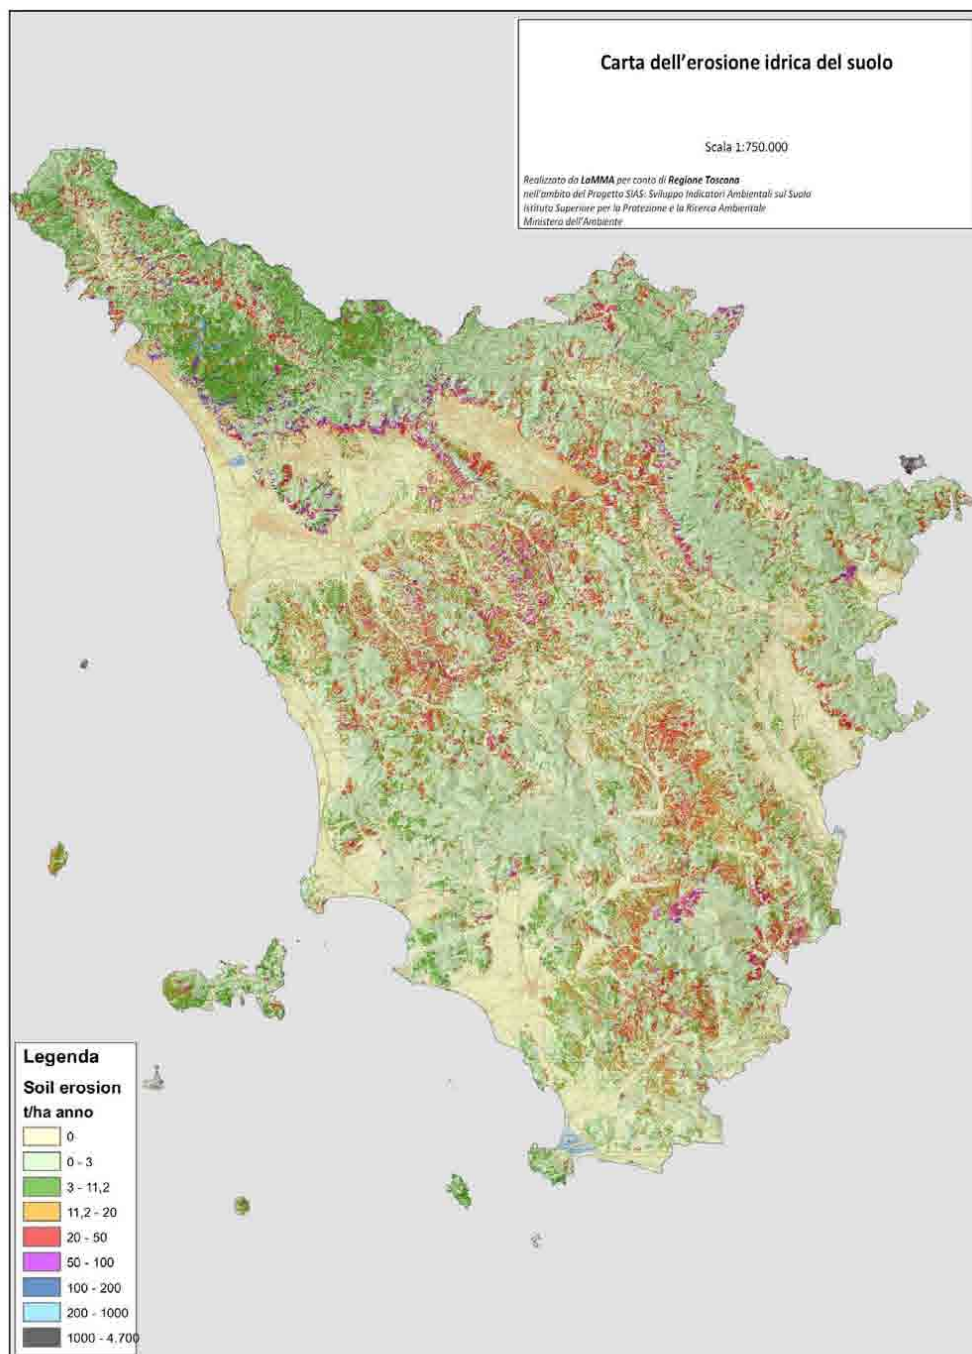 Carta dell'erosione idrica del suolo
Scala 1:750.000
Realizzato da LaMMA per conto di Regione Toscana
nell'ambito del Progetto SIAS: Sviluppo Indicatori Ambientali sul Suolo
Istituto Superiore per la Protezione e la Ricerca Ambientale
Ministero dell'Ambiente
Legenda
Soil erosion
t/ha anno
0
0 - 3
3 - 11,2
11,2 - 20
20 - 50
50 - 100
100 - 200
200 - 1000
1000 - 4.700